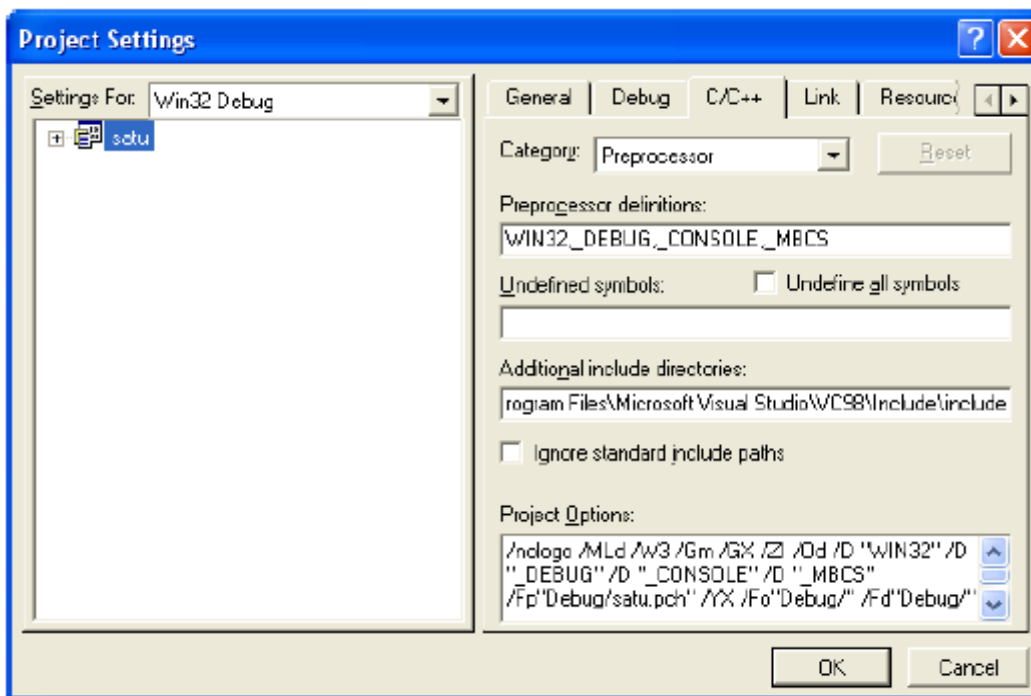 Project Settings
Settings For: Win32 Debug
satu
General Debug C/C++ Link Resourc
Category: Preprocessor Reset
Preprocessor definitions:
WIN32,_DEBUG,_CONSOLE,_MBCS
Undefined symbols: Undefine all symbols
Additional include directories:
rogram Files\Microsoft Visual Studio\VC98\Include\include
Ignore standard include paths
Project Options:
/nologo /MLd /W3 /Gm /GX /ZI /Od /D "WIN32" /D
"_DEBUG" /D "_CONSOLE" /D "_MBCS"
/Fp"Debug/satu.pch" /YX /Fo"Debug/" /Fd"Debug/"
OK Cancel